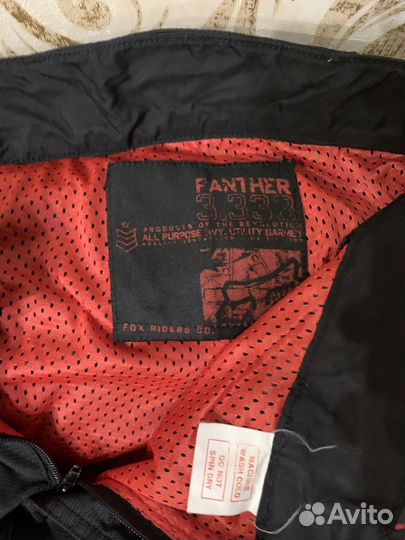 PANTHER
3.333
PRODUCTS OF THE REVOLUTION
ALL PURPOSE HVY. UTILITY GARMENT
FOX RIDERS CO.
MACHINE
WASH COLD
DO NOT
SPIN DRY
Avito